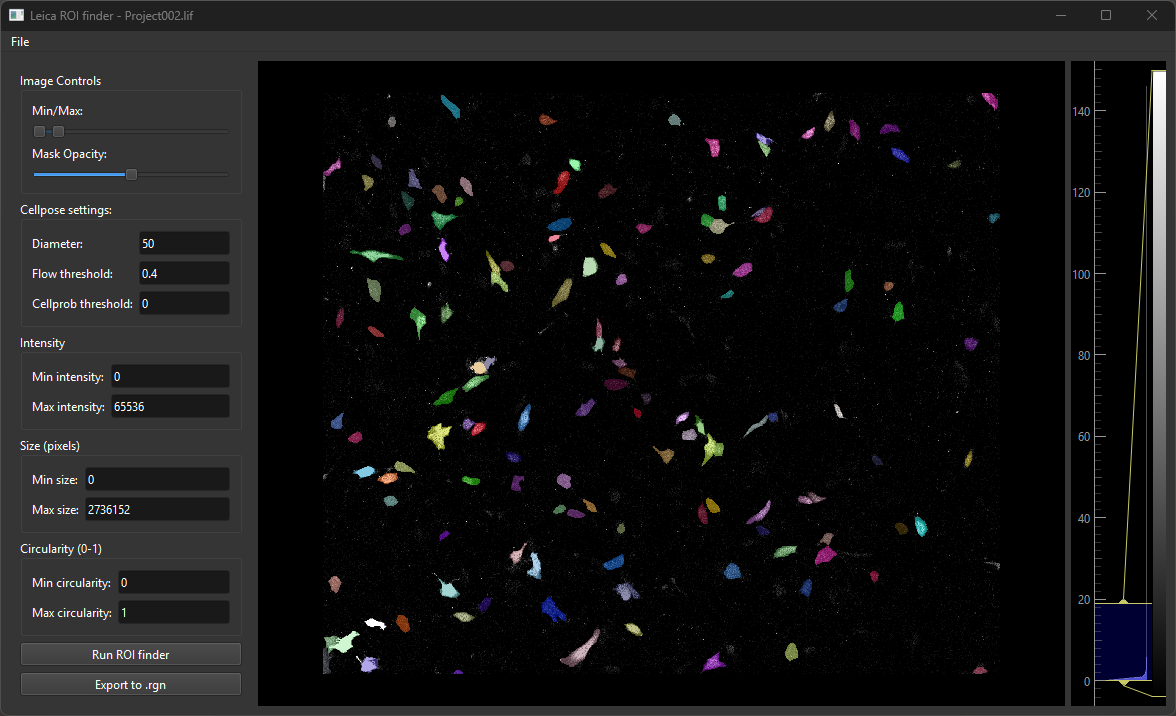 Leica ROI finder - Project002.lif
File
Image Controls
Min/Max:
Mask Opacity:
Cellpose settings:
Diameter: 50
Flow threshold: 0.4
Cellprob threshold: 0
Intensity
Min intensity: 0
Max intensity: 65536
Size (pixels)
Min size: 0
Max size: 2736152
Circularity (0-1)
Min circularity: 0
Max circularity: 1
Run ROI finder
Export to .rgn
140
120
100
80
60
40
20
0